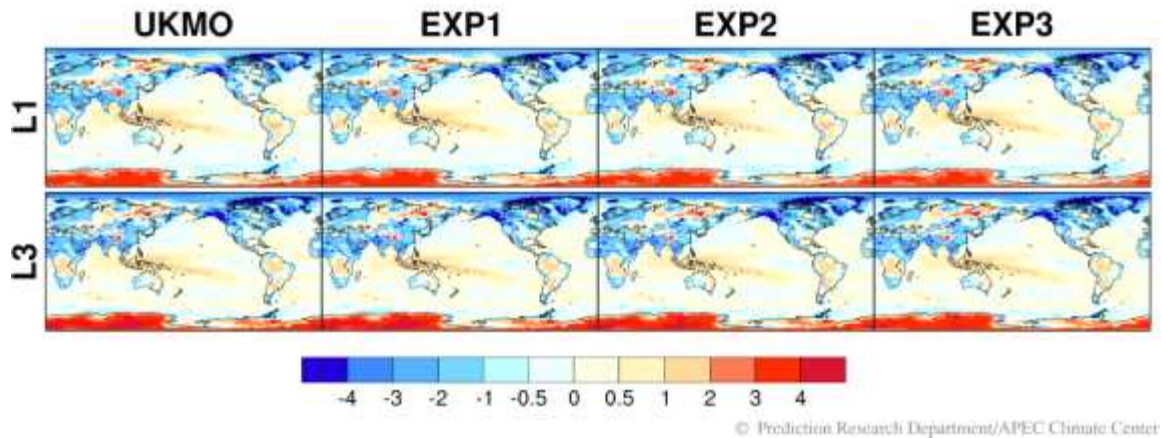 UKMO EXP1 EXP2 EXP3
L1
L3
-4 -3 -2 -1 -0.5 0 0.5 1 2 3 4
© Prediction Research Department/APEC Climate Center